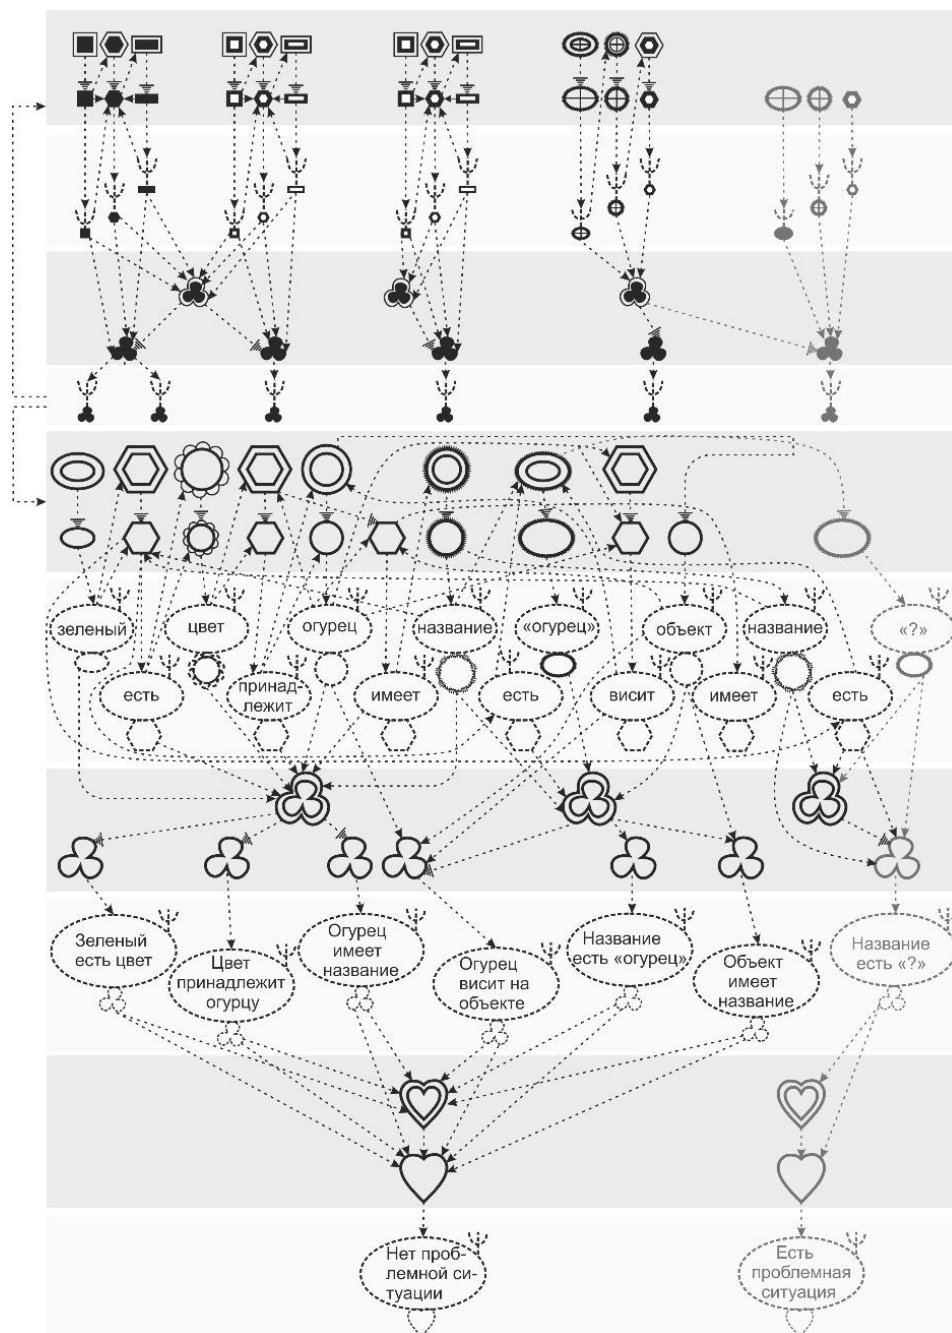 зеленый
цвет
огурец
название
«огурец»
объект
название
«?»
есть
принад-
лежит
имеет
есть
висит
имеет
есть
Зеленый
есть цвет
Цвет
принадлежит
огурцу
Огурец
имеет
название
Огурец
висит на
объекте
Название
есть «огурец»
Объект
имеет
название
Название
есть «?»
Нет проб-
лемной си-
туации
Есть
проблемная
ситуация